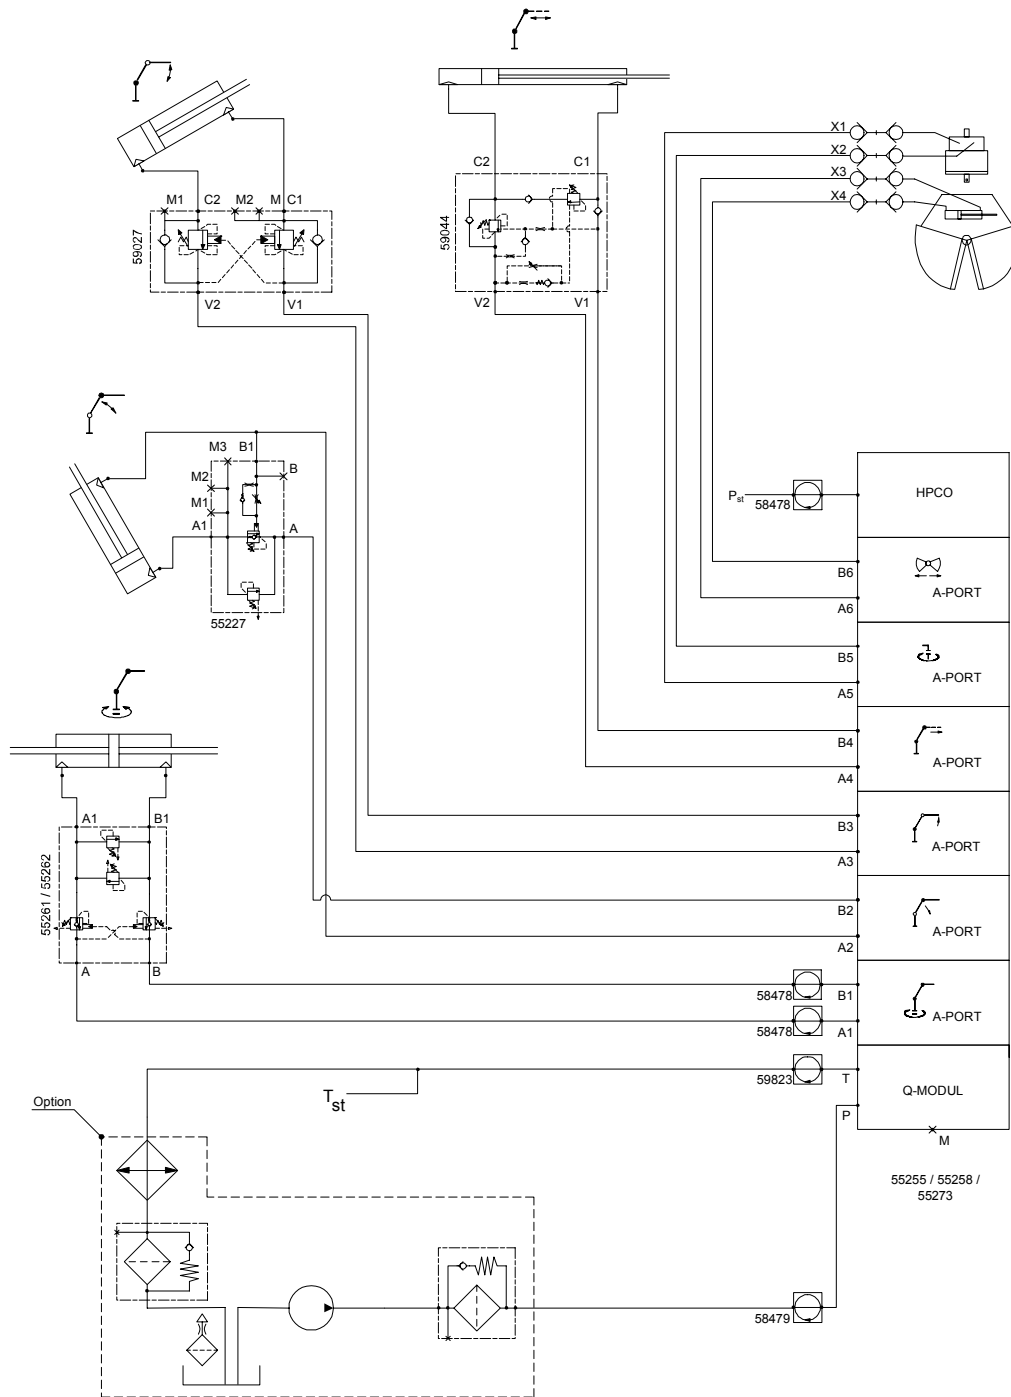 M1
C2
M2
M
C1
59027
V2
V1
C2
C1
59044
V2
V1
X1
X2
X3
X4
M3
B1
B
M2
M1
A1
A
55227
Pst
58478
HPCO
B6
A-PORT
A6
B5
A-PORT
A5
B4
A-PORT
A4
B3
A-PORT
A3
B2
A-PORT
A2
A1
B1
55261 / 55262
A
B
58478
B1
58478
A1
A-PORT
59823
T
Q-MODUL
P
M
Tst
Option
55255 / 55258 /
55273
58479